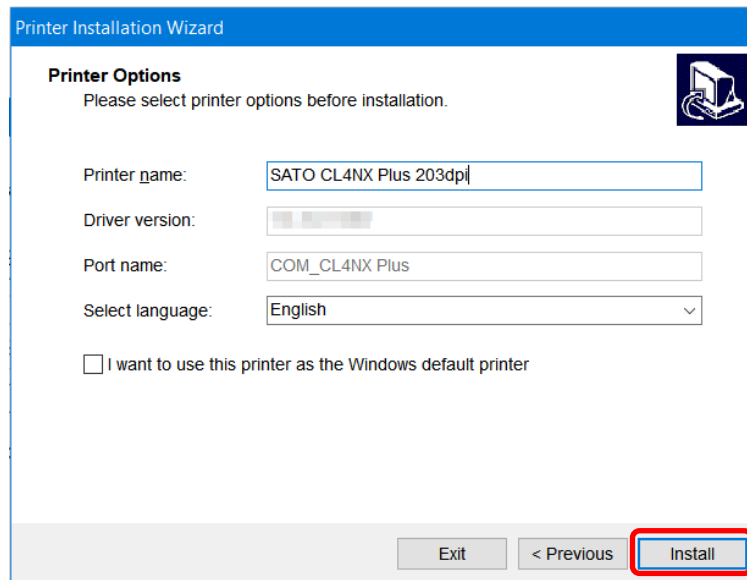 Printer Installation Wizard
Printer Options
Please select printer options before installation.
Printer name: SATO CL4NX Plus 203dpi
Driver version:
Port name: COM_CL4NX Plus
Select language: English
I want to use this printer as the Windows default printer
Exit < Previous Install